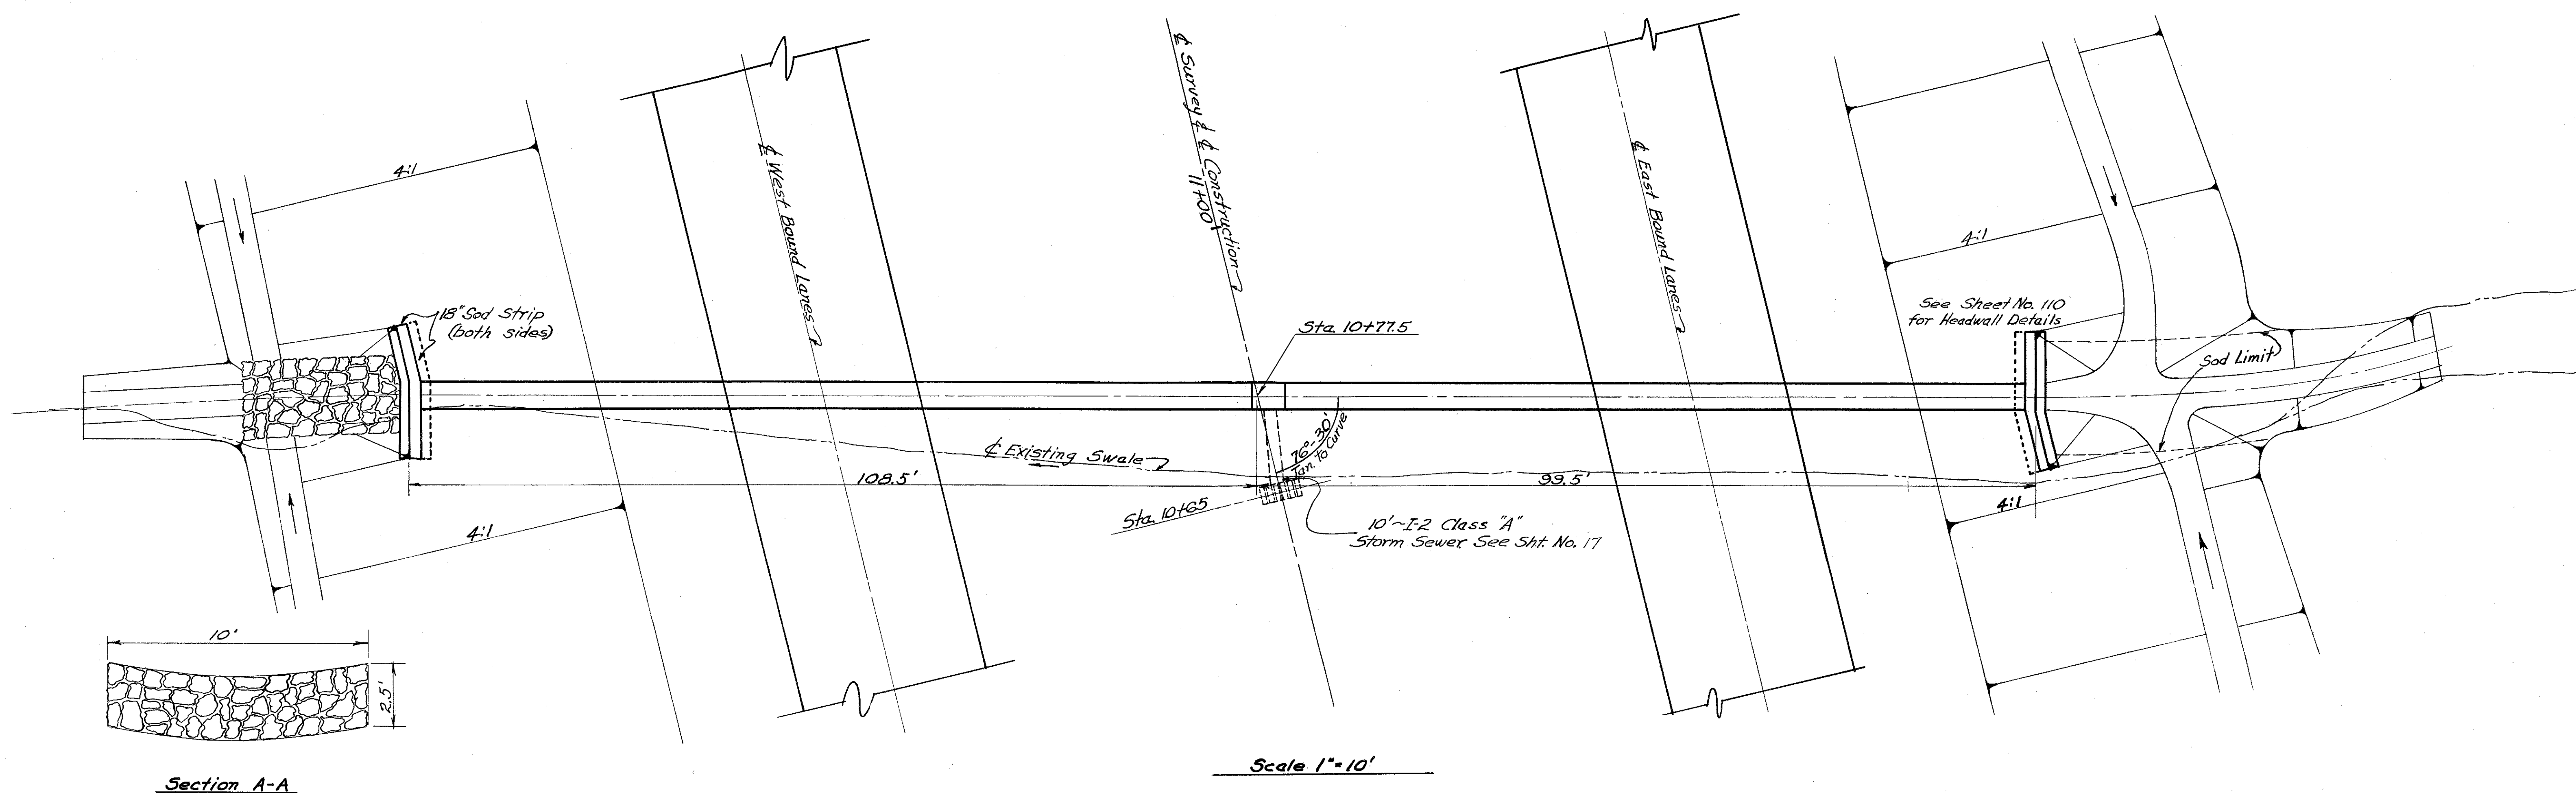 ℄ Survey & ℄ Construction
11+00
℄ West Bound Lanes
℄ East Bound Lanes
4:1
4:1
18" Sod Strip
(both sides)
See Sheet No. 110
for Headwall Details
Sta. 10+77.5
Sod Limit
76°-30'
Tan. to Curve
℄ Existing Swale
108.5'
99.5'
Sta. 10+65
4:1
4:1
10'~I-2 Class "A"
Storm Sewer See Sht. No. 17
10'
2.5'
Scale 1"=10'
Section A-A